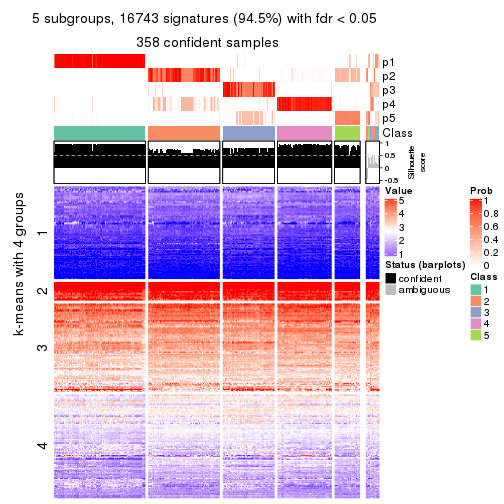 5 subgroups, 16743 signatures (94.5%) with fdr < 0.05
358 confident samples
p1
p2
p3
p4
p5
Class
1
0.5
0
-0.5
Silhouette
score
k-means with 4 groups
1
2
3
4
Value
5
4
3
2
1
Status (barplots)
confident
ambiguous
Prob
1
0.8
0.6
0.4
0.2
0
Class
1
2
3
4
5